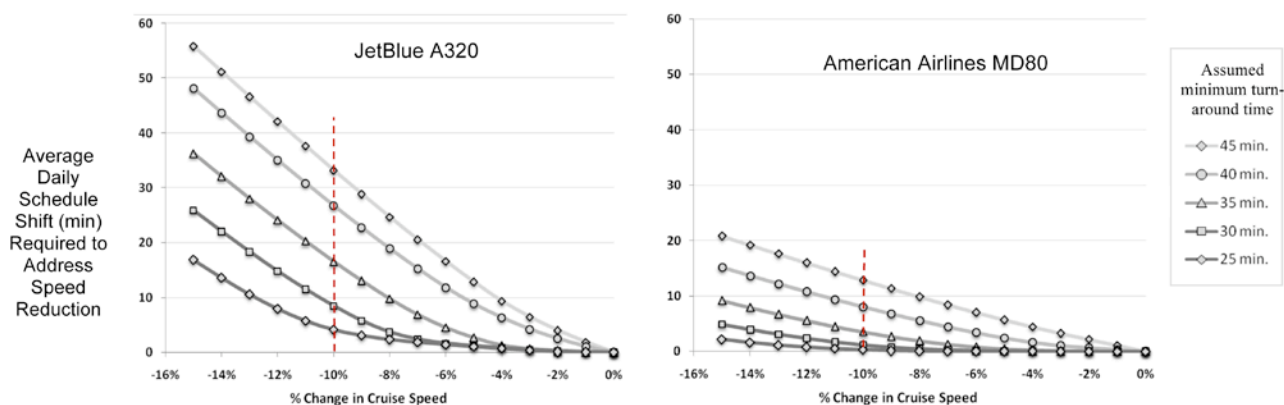 Average
Daily
Schedule
Shift (min)
Required to
Address
Speed
Reduction
JetBlue A320
60
50
40
30
20
10
0
-16%
-14%
-12%
-10%
-8%
-6%
-4%
-2%
0%
% Change in Cruise Speed
American Airlines MD80
60
50
40
30
20
10
0
-16%
-14%
-12%
-10%
-8%
-6%
-4%
-2%
0%
% Change in Cruise Speed
Assumed
minimum turn-
around time
45 min.
40 min.
35 min.
30 min.
25 min.